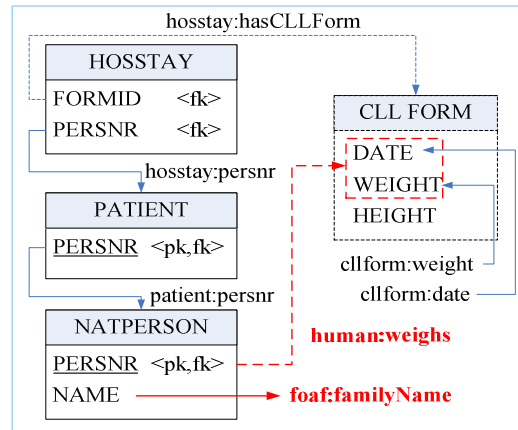 hosstay:hasCLLForm
HOSSTAY
FORMID <fk>
PERSNR <fk>
hosstay:persnr
PATIENT
PERSNR <pk,fk>
patient:persnr
NATPERSON
PERSNR <pk,fk>
NAME
CLL FORM
DATE
WEIGHT
HEIGHT
cllform:weight
cllform:date
human:weighs
foaf:familyName